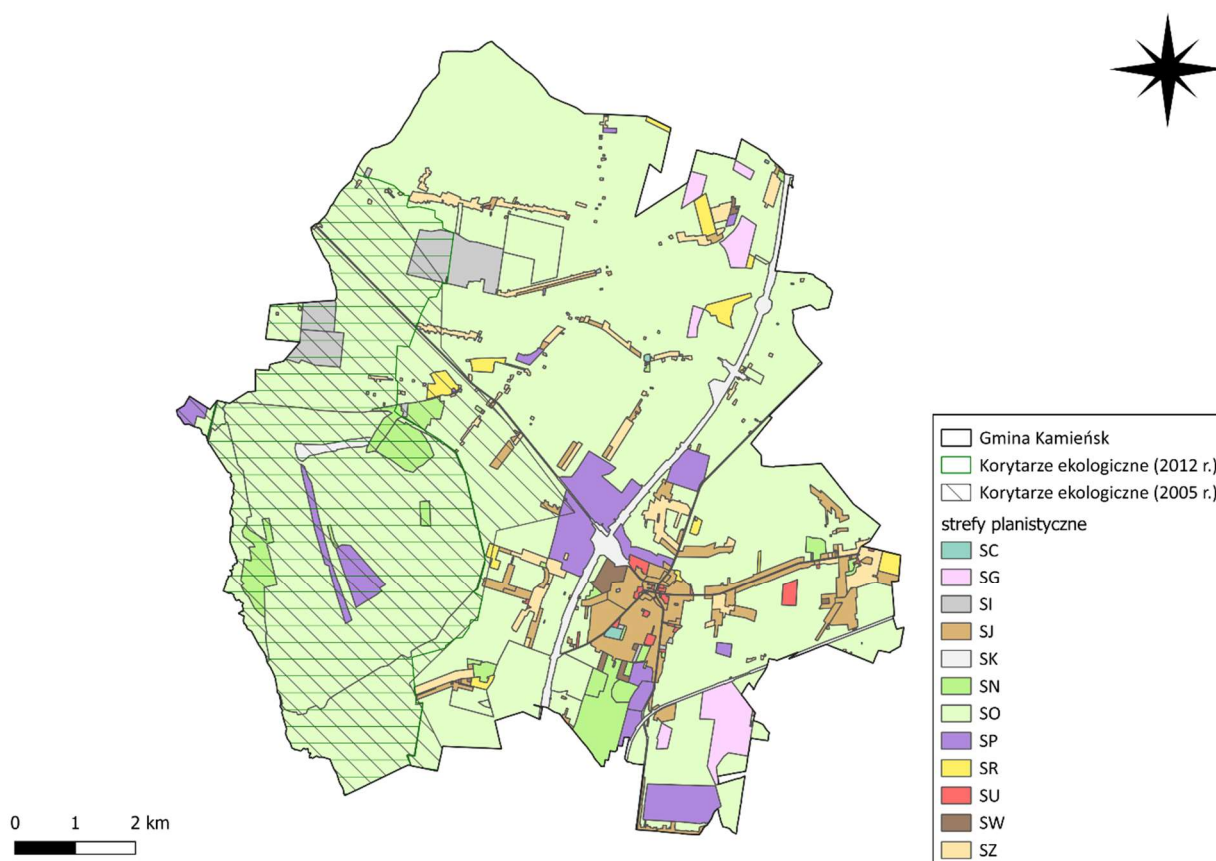 Gmina Kamieńsk
Korytarze ekologiczne (2012 r.)
Korytarze ekologiczne (2005 r.)
strefy planistyczne
SC
SG
SI
SJ
SK
SN
SO
SP
SR
SU
SW
SZ
0 1 2 km